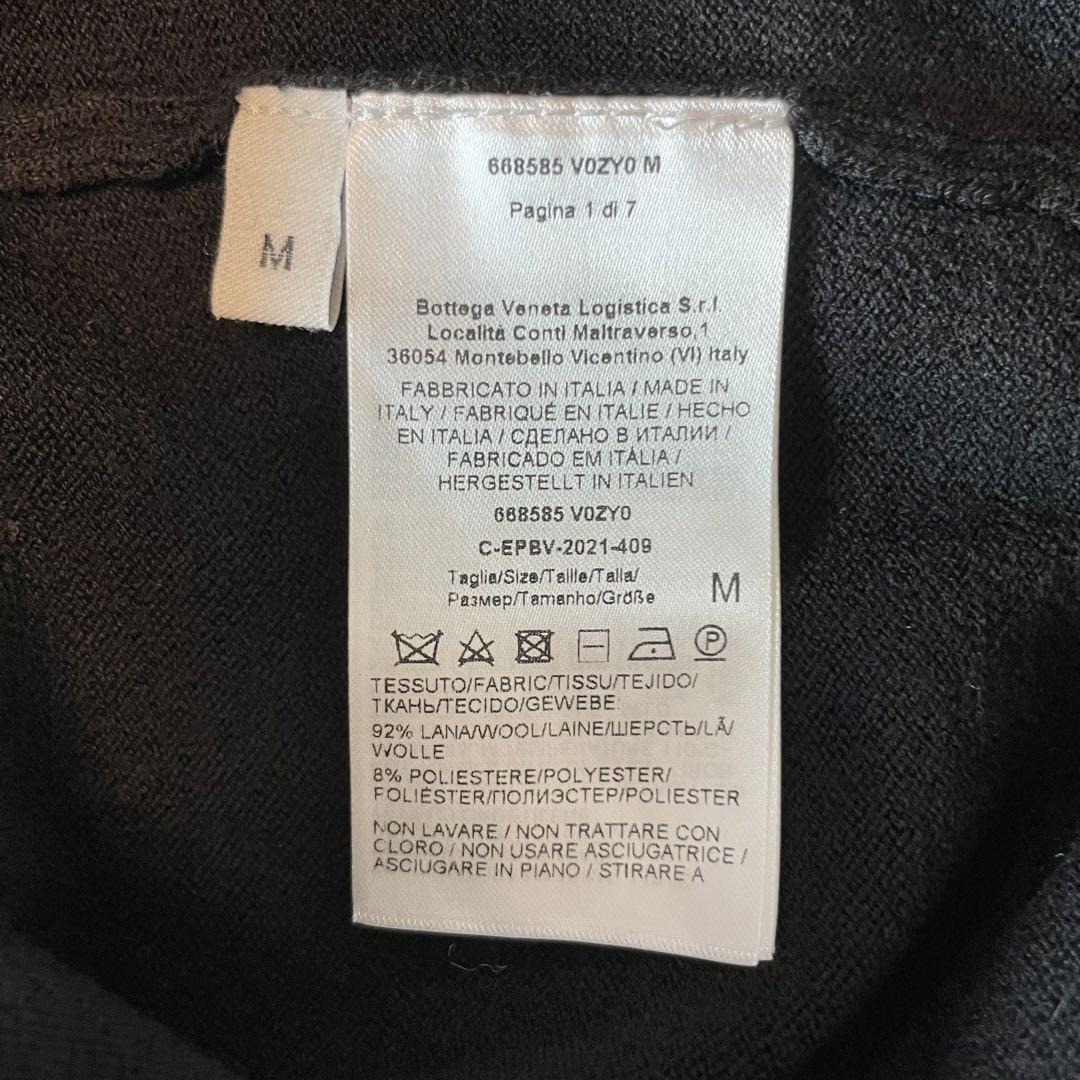 M
668585 V0ZY0 M
Pagina 1 di 7
Bottega Veneta Logistica S.r.l.
Località Conti Maltraverso,1
36054 Montebello Vicentino (VI) Italy
FABBRICATO IN ITALIA / MADE IN
ITALY / FABRIQUÉ EN ITALIE / HECHO
EN ITALIA / СДЕЛАНО В ИТАЛИИ /
FABRICADO EM ITÁLIA /
HERGESTELLT IN ITALIEN
668585 V0ZY0
C-EPBV-2021-409
Taglia/Size/Taille/Talla/
Размер/Tamanho/Größe M
P
TESSUTO/FABRIC/TISSU/TEJIDO/
ТКАНЬ/TECIDO/GEWEBE:
92% LANA/WOOL/LAINE/ШЕРСТЬ/LÃ/
WOLLE
8% POLIESTERE/POLYESTER/
POLIÉSTER/ПОЛИЭСТЕР/POLIESTER
NON LAVARE / NON TRATTARE CON
CLORO / NON USARE ASCIUGATRICE /
ASCIUGARE IN PIANO / STIRARE A